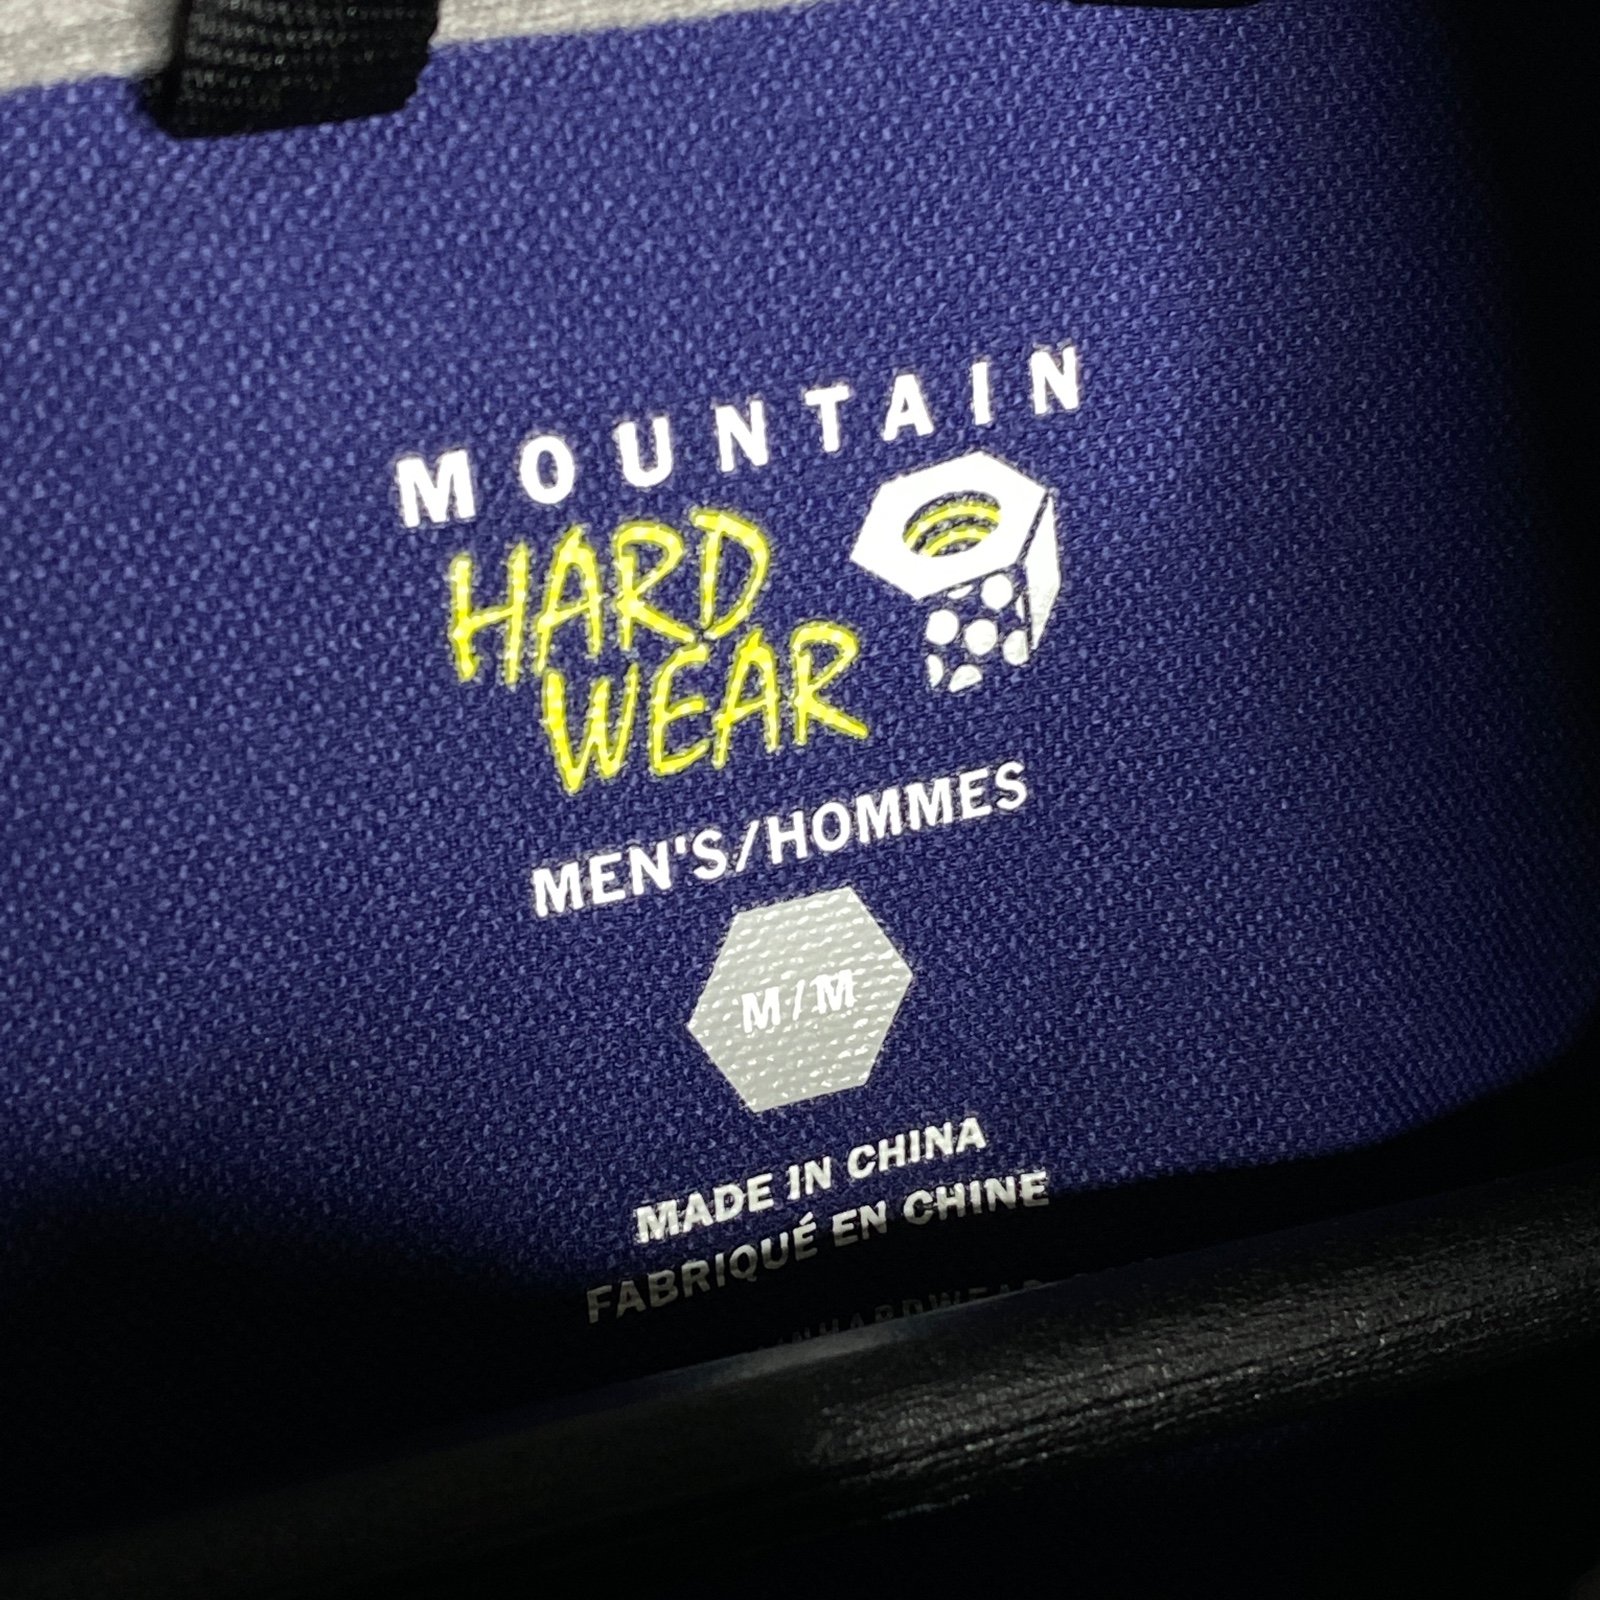 MOUNTAIN
HARD
WEAR
MEN'S/HOMMES
M/M
MADE IN CHINA
FABRIQUÉ EN CHINE